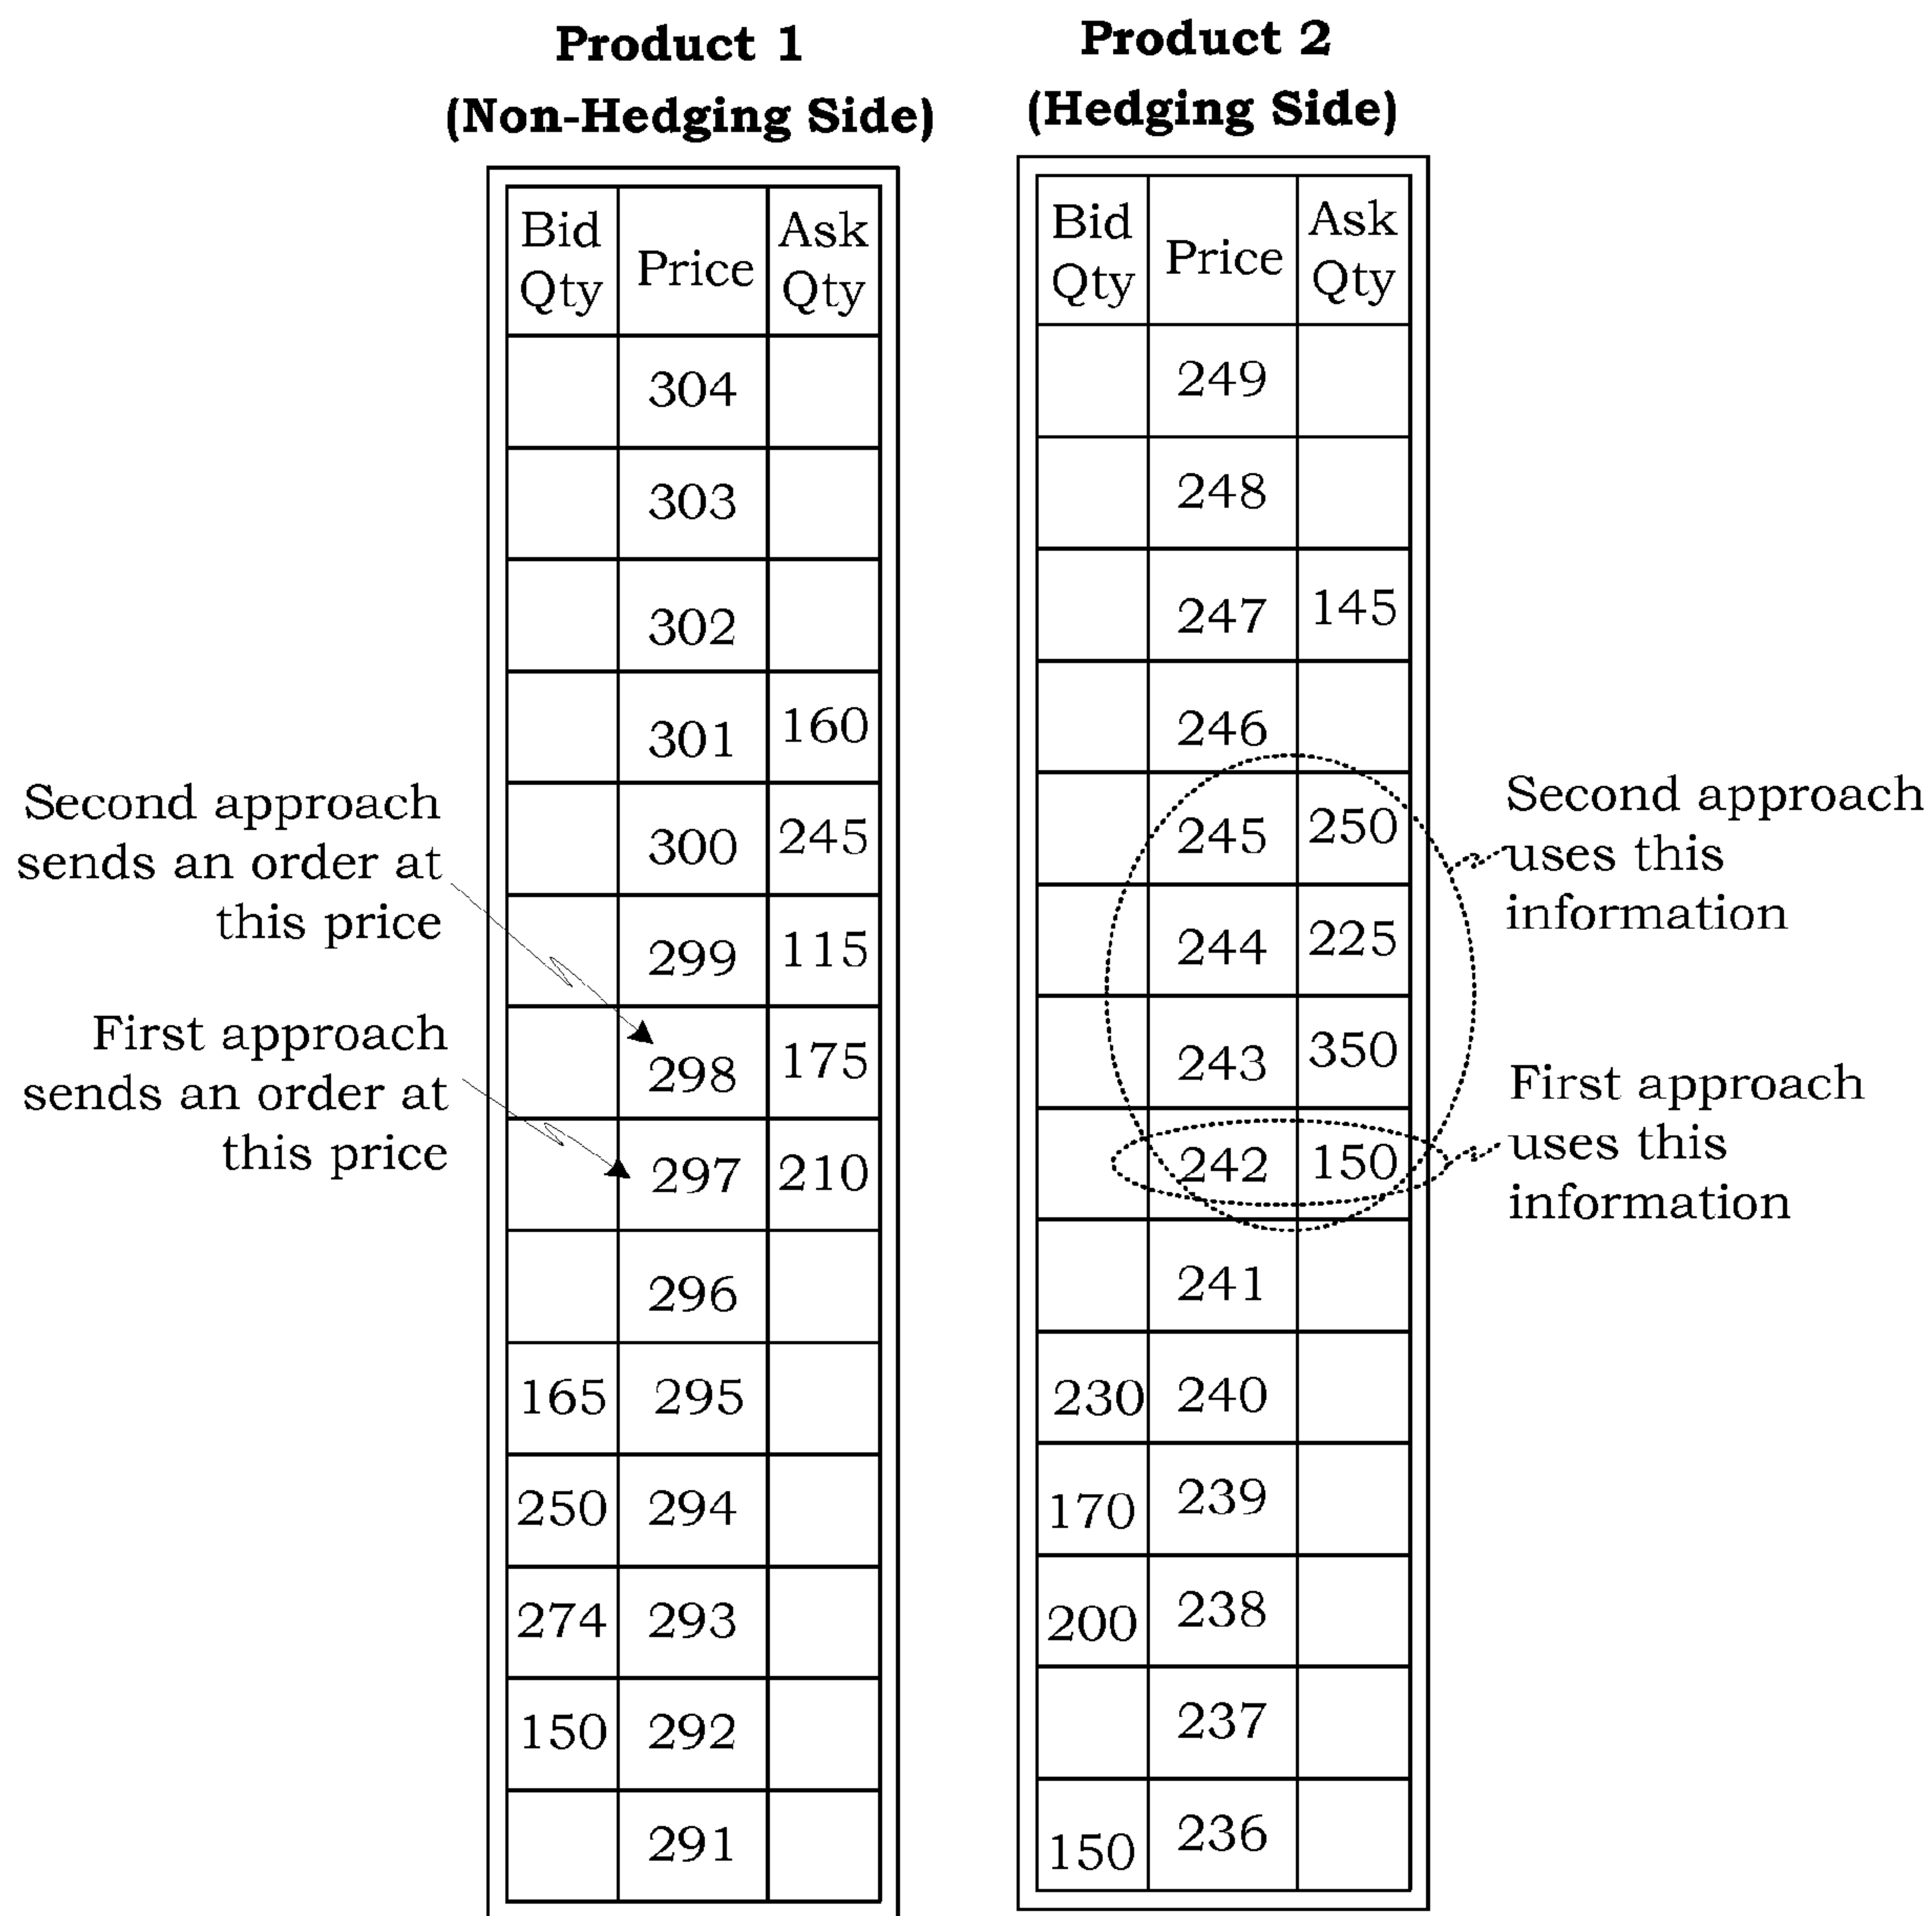 Product 1
(Non-Hedging Side)
Bid Qty Price Ask Qty
304
303
302
301 160
300 245
299 115
298 175
297 210
296
165 295
250 294
274 293
150 292
291
Second approach
sends an order at
this price
First approach
sends an order at
this price
Product 2
(Hedging Side)
Bid Qty Price Ask Qty
249
248
247 145
246
245 250
244 225
243 350
242 150
241
230 240
170 239
200 238
237
150 236
Second approach
uses this
information
First approach
uses this
information